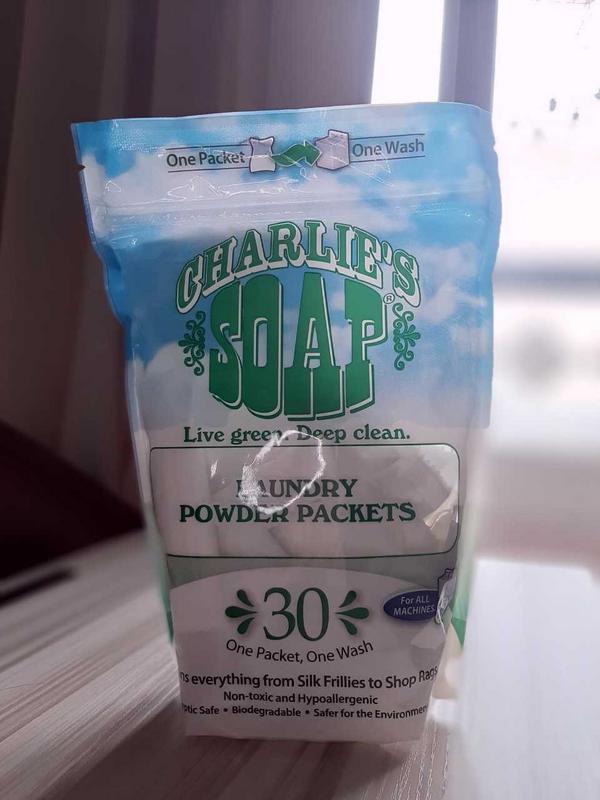 One Packet One Wash
CHARLIE'S
SOAP®
Live green. Deep clean.
LAUNDRY
POWDER PACKETS
30
For ALL
MACHINES
One Packet, One Wash
everything from Silk Frillies to Shop Rags
Non-toxic and Hypoallergenic
Safe • Biodegradable • Safer for the